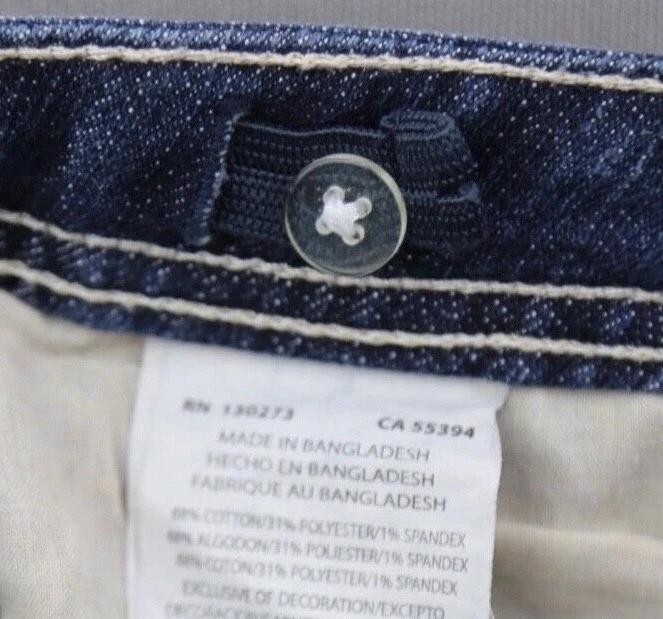 RN 130273 CA 55394
MADE IN BANGLADESH
HECHO EN BANGLADESH
FABRIQUE AU BANGLADESH
68% COTTON/31% POLYESTER/1% SPANDEX
68% ALGODON/31% POLIESTER/1% SPANDEX
68% COTON/31% POLYESTER/1% SPANDEX
EXCLUSIVE OF DECORATION/EXCEPTO